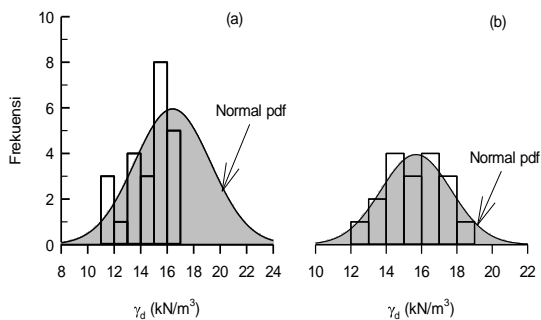 (a)
(b)
Frekuensi
10
8
6
4
2
0
Normal pdf
Normal pdf
8 10 12 14 16 18 20 22 24
10 12 14 16 18 20 22
γd (kN/m³)
γd (kN/m³)